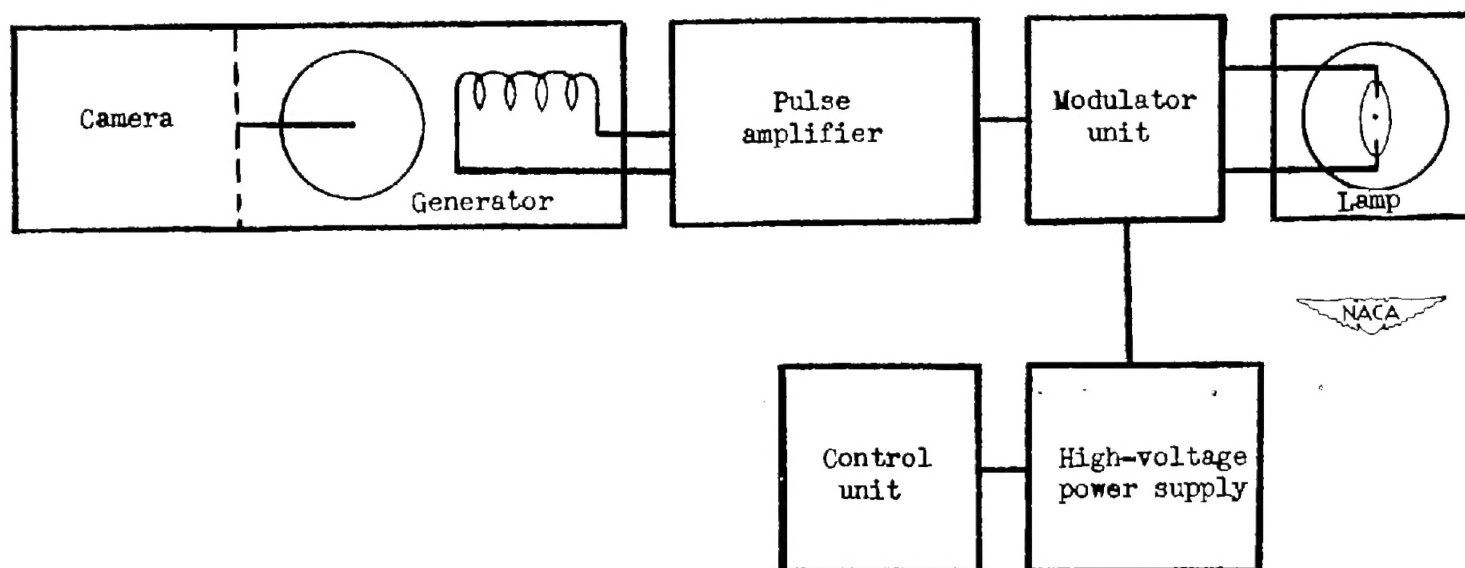 Camera
Generator
Pulse
amplifier
Modulator
unit
Lamp
NACA
Control
unit
High-voltage
power supply